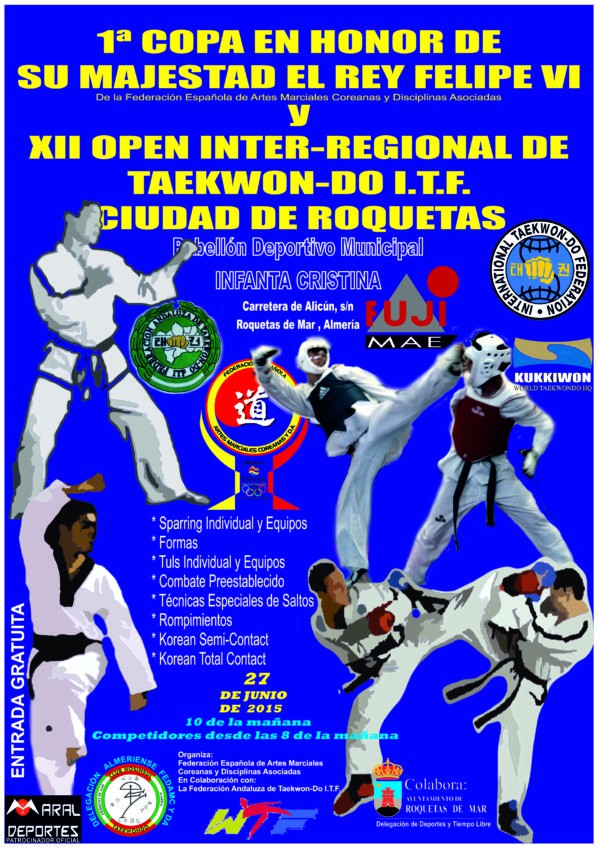 1ª COPA EN HONOR DE
SU MAJESTAD EL REY FELIPE VI
De la Federación Española de Artes Marciales Coreanas y Disciplinas Asociadas
y
XII OPEN INTER-REGIONAL DE
TAEKWON-DO I.T.F.
CIUDAD DE ROQUETAS
Pabellón Deportivo Municipal
INFANTA CRISTINA
Carretera de Alicún, s/n
Roquetas de Mar , Almería
FUJI
MAE
INTERNATIONAL TAEKWON-DO FEDERATION
KUKKIWON
WORLD TAEKWONDO HQ
道
ARTES MARCIALES COREANAS Y D.A.
* Sparring Individual y Equipos
* Formas
* Tuls Individual y Equipos
* Combate Preestablecido
* Técnicas Especiales de Saltos
* Rompimientos
* Korean Semi-Contact
* Korean Total Contact
27
DE JUNIO
DE 2015
10 de la mañana
Competidores desde las 8 de la mañana
ENTRADA GRATUITA
Organiza:
Federación Española de Artes Marciales
Coreanas y Disciplinas Asociadas
En Colaboración con:
La Federación Andaluza de Taekwon-Do I.T.F.
WTF
MARAL
DEPORTES
PATROCINADOR OFICIAL
DELEGACIÓN ALMERIENSE FEDAMC Y DA
TAEKWONDO
Colabora:
AYUNTAMIENTO DE
ROQUETAS DE MAR
Delegación de Deportes y Tiempo Libre